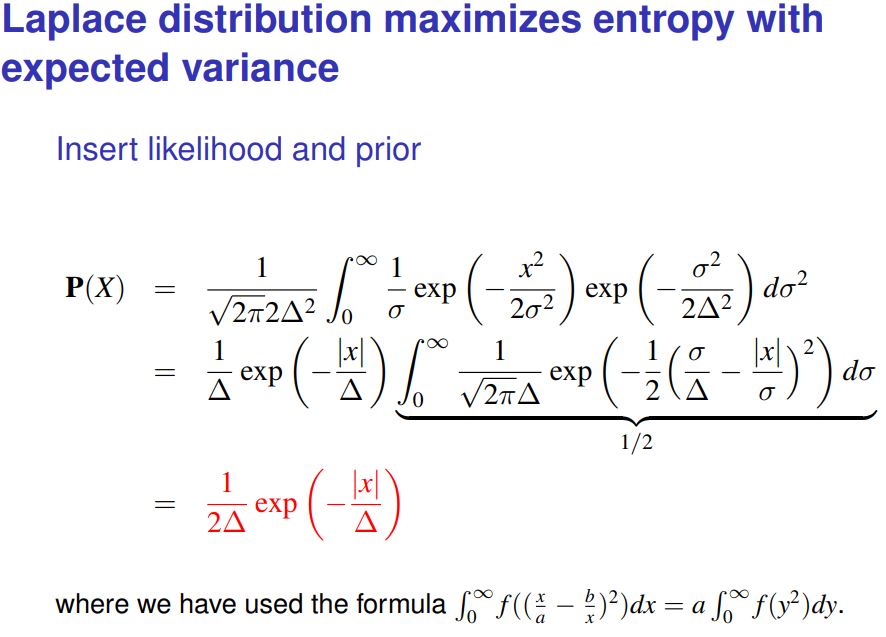 Laplace distribution maximizes entropy with
expected variance
Insert likelihood and prior
$\mathbf{P}(X) = \frac{1}{\sqrt{2\pi}2\Delta^2} \int_0^\infty \frac{1}{\sigma} \exp\left(-\frac{x^2}{2\sigma^2}\right) \exp\left(-\frac{\sigma^2}{2\Delta^2}\right) d\sigma^2$
$= \frac{1}{\Delta} \exp\left(-\frac{|x|}{\Delta}\right) \underbrace{\int_0^\infty \frac{1}{\sqrt{2\pi}\Delta} \exp\left(-\frac{1}{2}\left(\frac{\sigma}{\Delta} - \frac{|x|}{\sigma}\right)^2\right) d\sigma}_{1/2}$
$= \frac{1}{2\Delta} \exp\left(-\frac{|x|}{\Delta}\right)$
where we have used the formula $\int_0^\infty f((\frac{x}{a} - \frac{b}{x})^2)dx = a \int_0^\infty f(y^2)dy.$